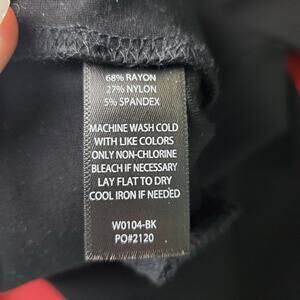 68% RAYON
27% NYLON
5% SPANDEX
MACHINE WASH COLD
WITH LIKE COLORS
ONLY NON-CHLORINE
BLEACH IF NECESSARY
LAY FLAT TO DRY
COOL IRON IF NEEDED
W0104-BK
PO#2120